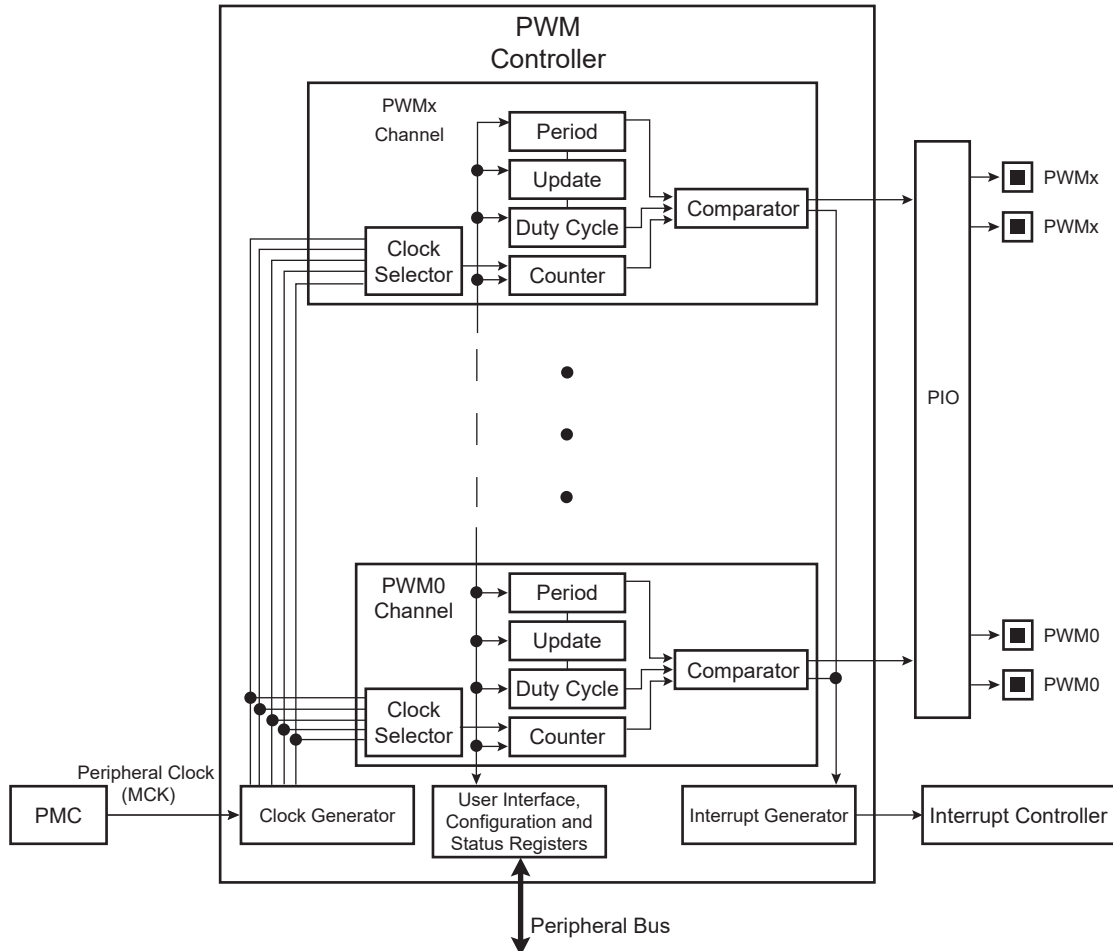 PWM
Controller
PWMx
Channel
Period
Update
Duty Cycle
Counter
Clock
Selector
Comparator
PIO
PWMx
PWMx
PWM0
Channel
Period
Update
Duty Cycle
Counter
Clock
Selector
Comparator
PWM0
PWM0
Peripheral Clock
(MCK)
PMC
Clock Generator
User Interface,
Configuration and
Status Registers
Interrupt Generator
Interrupt Controller
Peripheral Bus